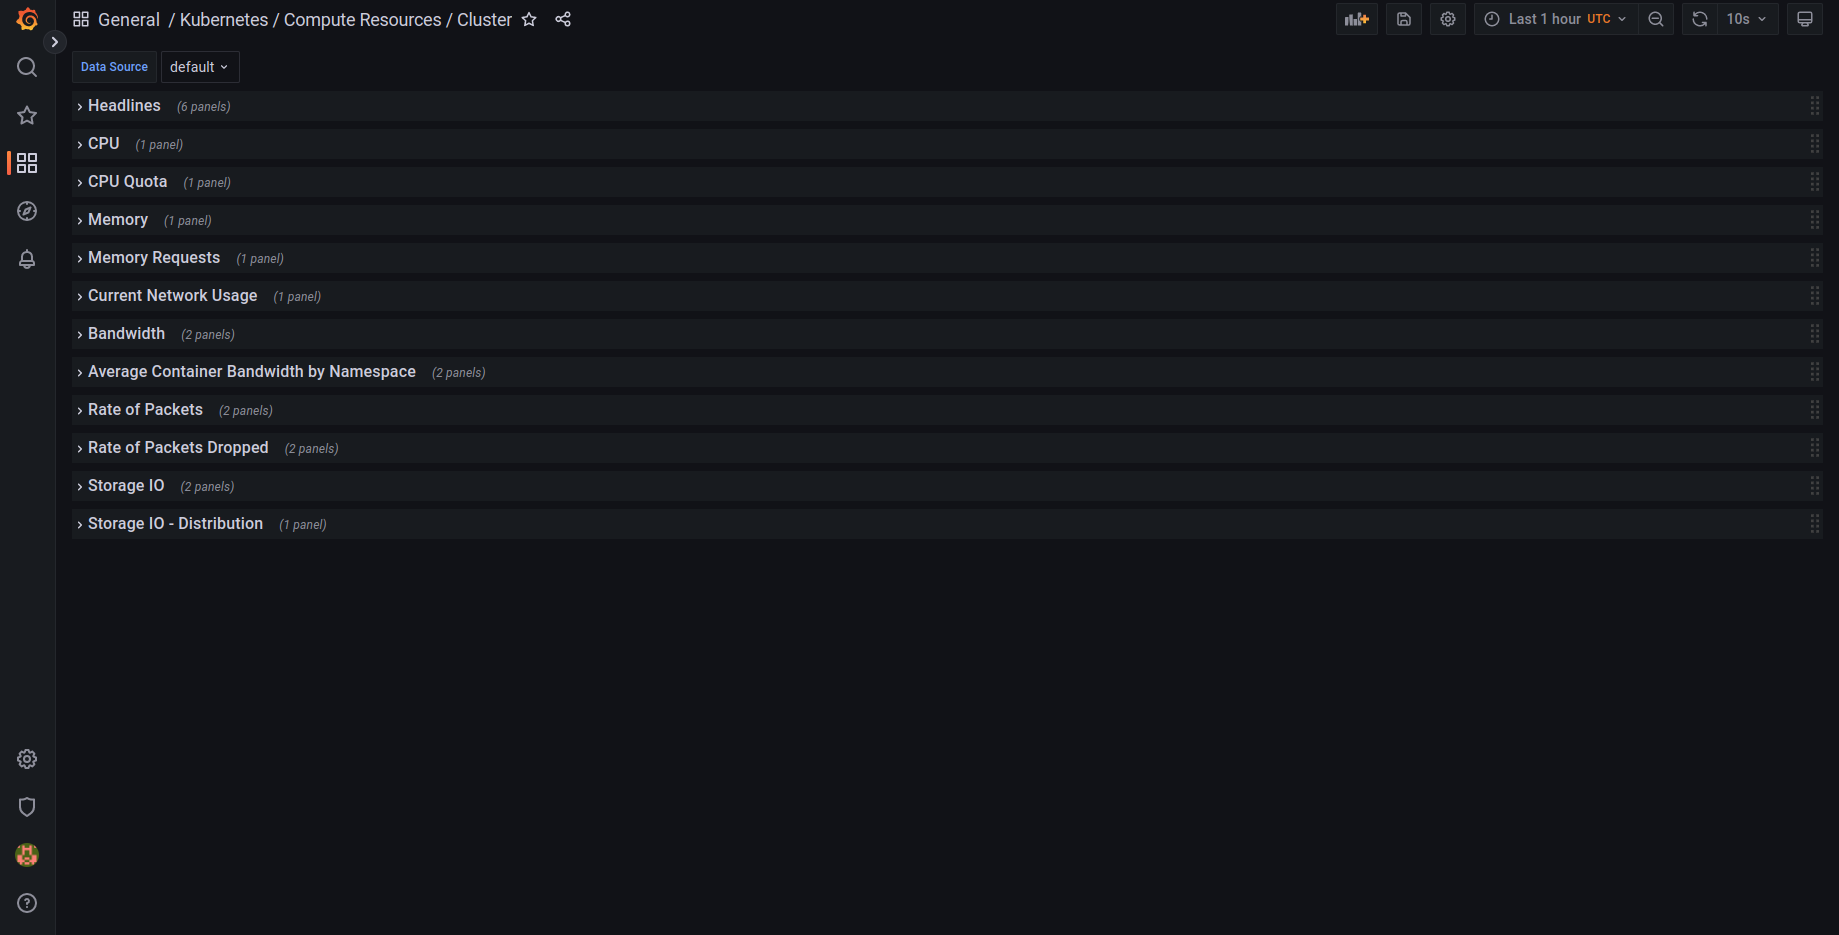 General / Kubernetes / Compute Resources / Cluster
Last 1 hour UTC
10s
Data Source default
Headlines (6 panels)
CPU (1 panel)
CPU Quota (1 panel)
Memory (1 panel)
Memory Requests (1 panel)
Current Network Usage (1 panel)
Bandwidth (2 panels)
Average Container Bandwidth by Namespace (2 panels)
Rate of Packets (2 panels)
Rate of Packets Dropped (2 panels)
Storage IO (2 panels)
Storage IO - Distribution (1 panel)